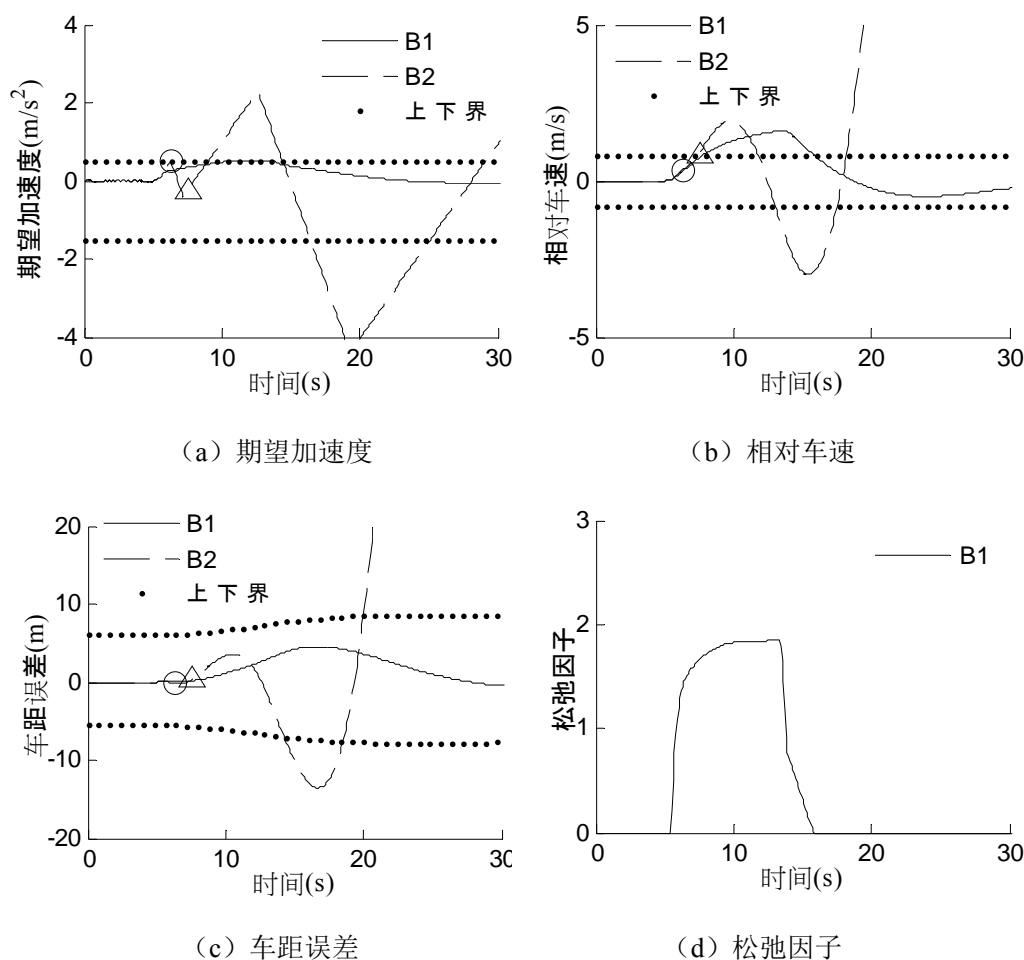 4
2
0
-2
-4
期望加速度(m/s²)
B1
B2
上下界
0
10
20
30
时间(s)
（a）期望加速度
5
0
-5
相对车速(m/s)
B1
B2
上下界
0
10
20
30
时间(s)
（b）相对车速
20
10
0
-10
-20
车距误差(m)
B1
B2
上下界
0
10
20
30
时间(s)
（c）车距误差
3
2
1
0
松弛因子
B1
0
10
20
30
时间(s)
（d）松弛因子